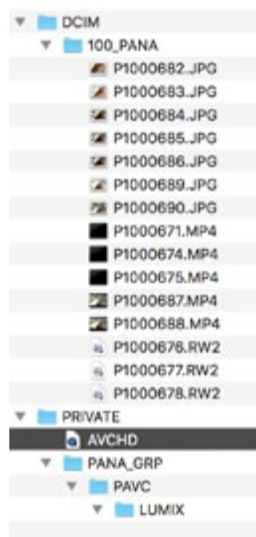 DCIM
100_PANA
P1000682.JPG
P1000683.JPG
P1000684.JPG
P1000685.JPG
P1000686.JPG
P1000689.JPG
P1000690.JPG
P1000671.MP4
P1000674.MP4
P1000675.MP4
P1000687.MP4
P1000688.MP4
P1000676.RW2
P1000677.RW2
P1000678.RW2
PRIVATE
AVCHD
PANA_GRP
PAVC
LUMIX